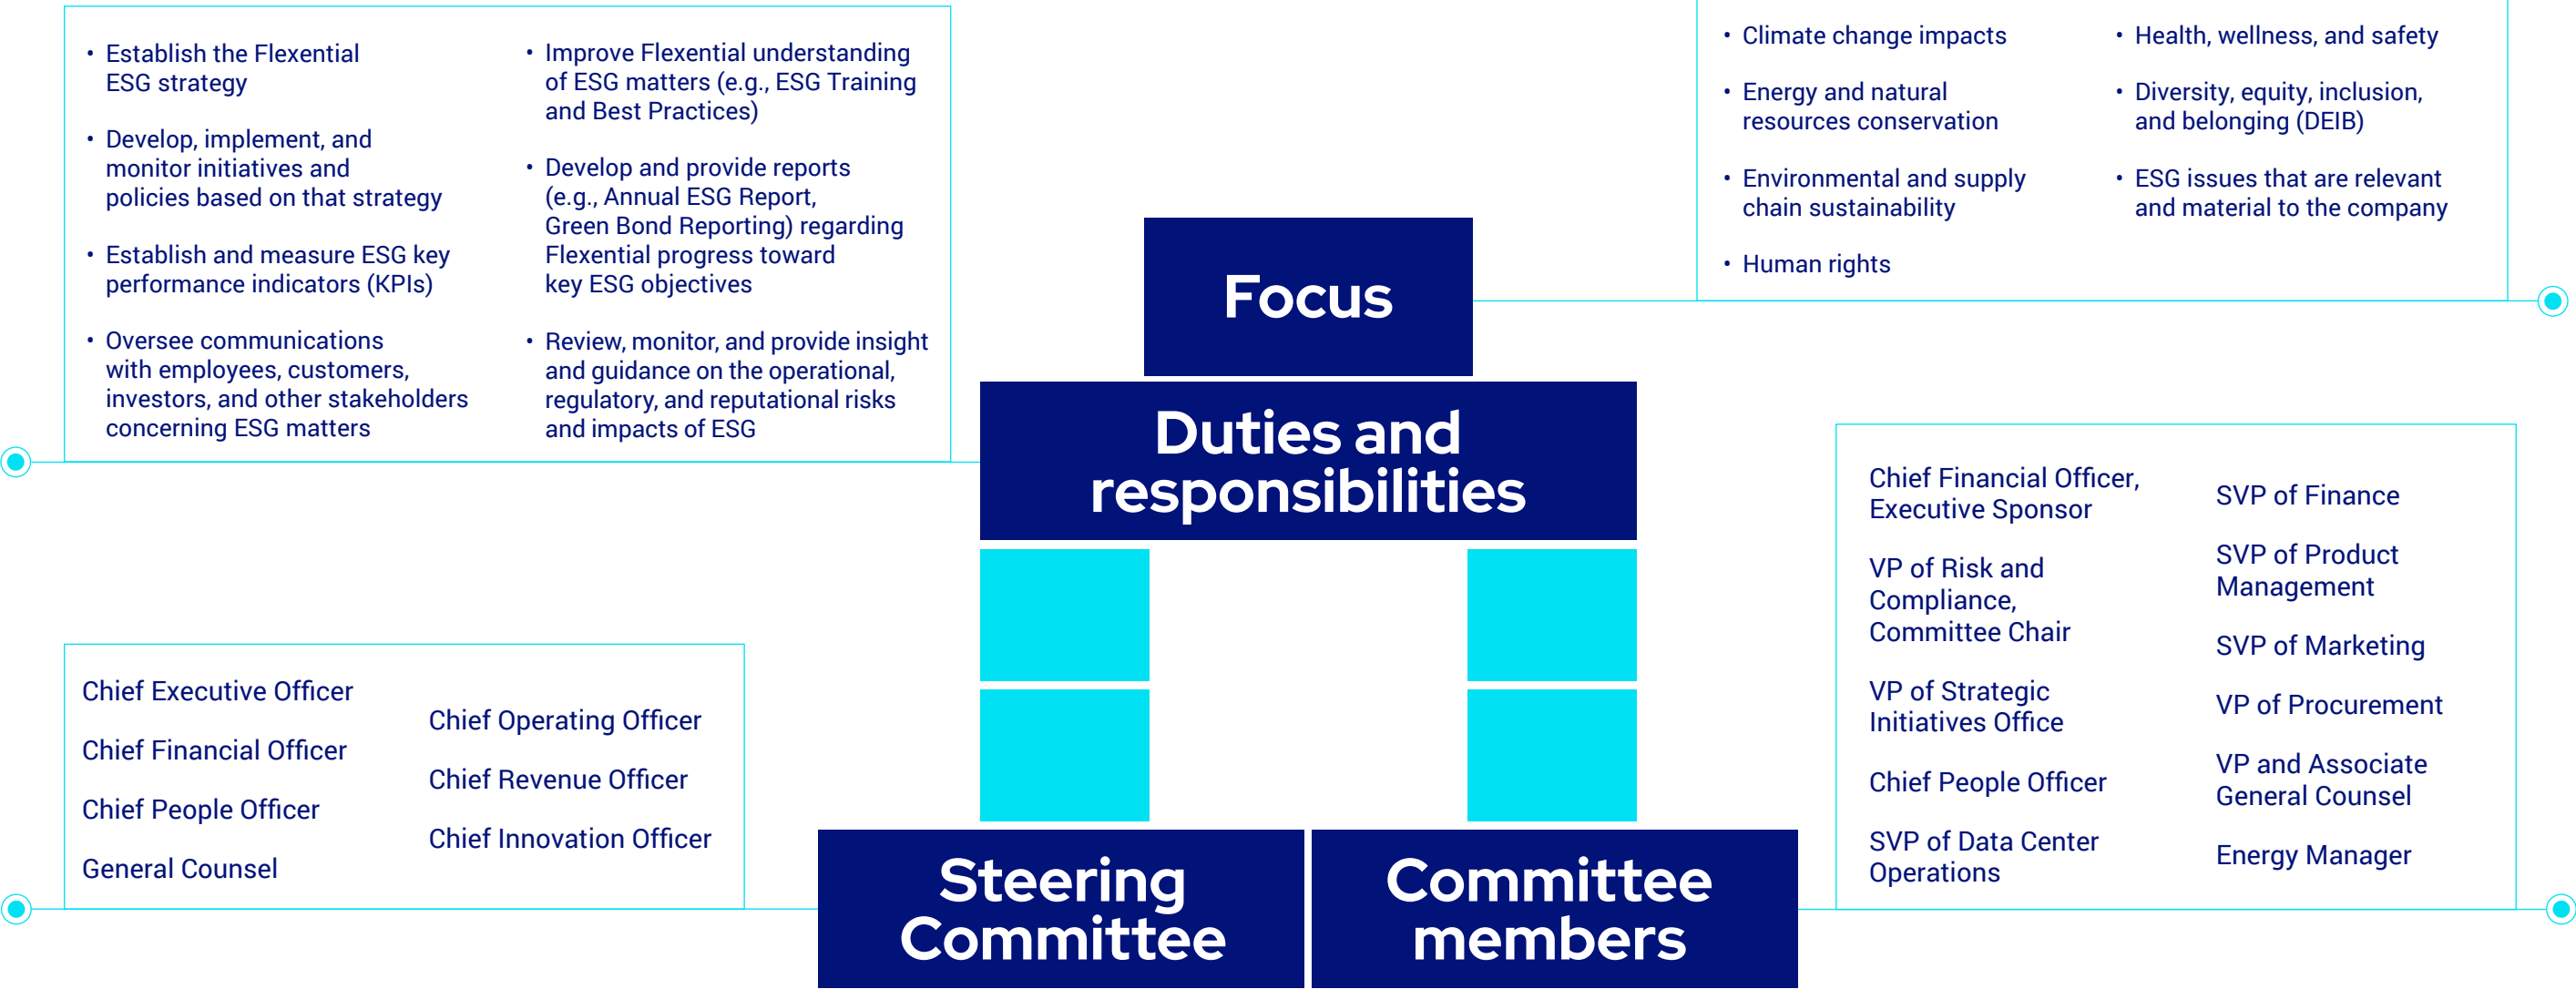 • Establish the Flexential
ESG strategy
• Develop, implement, and
monitor initiatives and
policies based on that strategy
• Establish and measure ESG key
performance indicators (KPIs)
• Oversee communications
with employees, customers,
investors, and other stakeholders
concerning ESG matters
• Improve Flexential understanding
of ESG matters (e.g., ESG Training
and Best Practices)
• Develop and provide reports
(e.g., Annual ESG Report,
Green Bond Reporting) regarding
Flexential progress toward
key ESG objectives
• Review, monitor, and provide insight
and guidance on the operational,
regulatory, and reputational risks
and impacts of ESG
• Climate change impacts
• Energy and natural
resources conservation
• Environmental and supply
chain sustainability
• Human rights
• Health, wellness, and safety
• Diversity, equity, inclusion,
and belonging (DEIB)
• ESG issues that are relevant
and material to the company
Focus
Duties and
responsibilities
Chief Executive Officer
Chief Financial Officer
Chief People Officer
General Counsel
Chief Operating Officer
Chief Revenue Officer
Chief Innovation Officer
Steering
Committee
Committee
members
Chief Financial Officer,
Executive Sponsor
VP of Risk and
Compliance,
Committee Chair
VP of Strategic
Initiatives Office
Chief People Officer
SVP of Data Center
Operations
SVP of Finance
SVP of Product
Management
SVP of Marketing
VP of Procurement
VP and Associate
General Counsel
Energy Manager